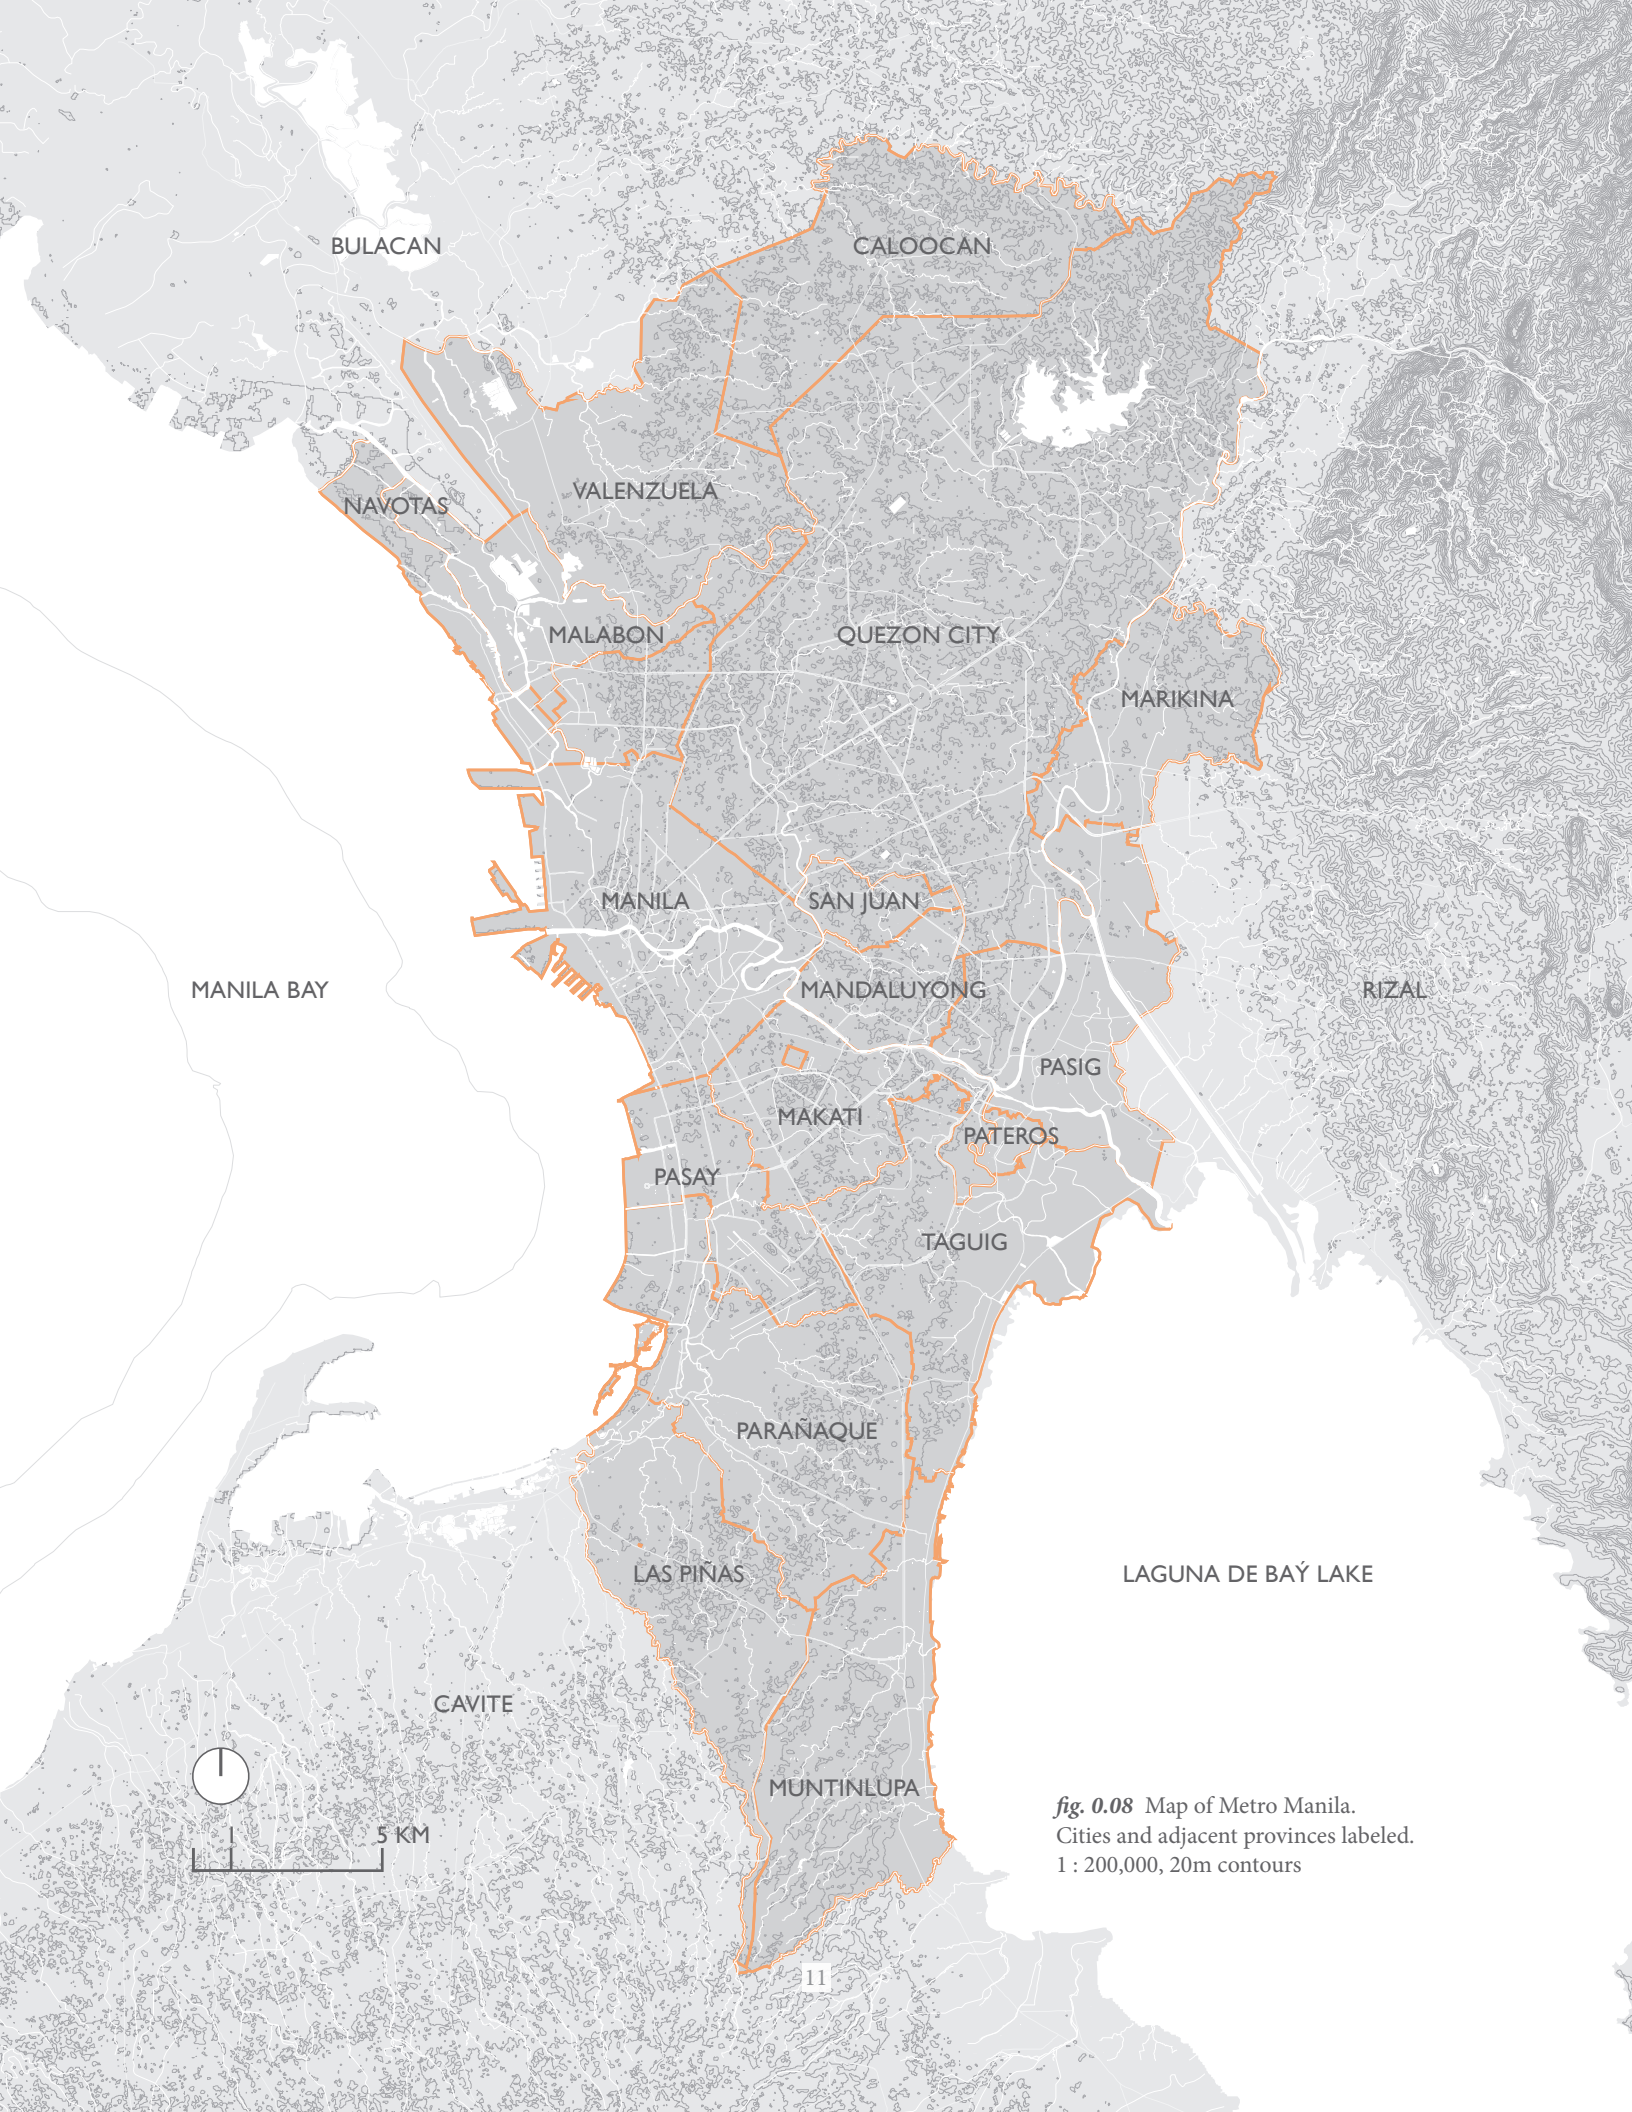 BULACAN
CALOOCAN
VALENZUELA
NAVOTAS
MALABON
QUEZON CITY
MARIKINA
MANILA
SAN JUAN
MANILA BAY
MANDALUYONG
RIZAL
PASIG
MAKATI
PATEROS
PASAY
TAGUIG
PARAÑAQUE
LAS PIÑAS
LAGUNA DE BAÝ LAKE
CAVITE
MUNTINLUPA
1 5 KM
fig. 0.08 Map of Metro Manila.
Cities and adjacent provinces labeled.
1 : 200,000, 20m contours
11